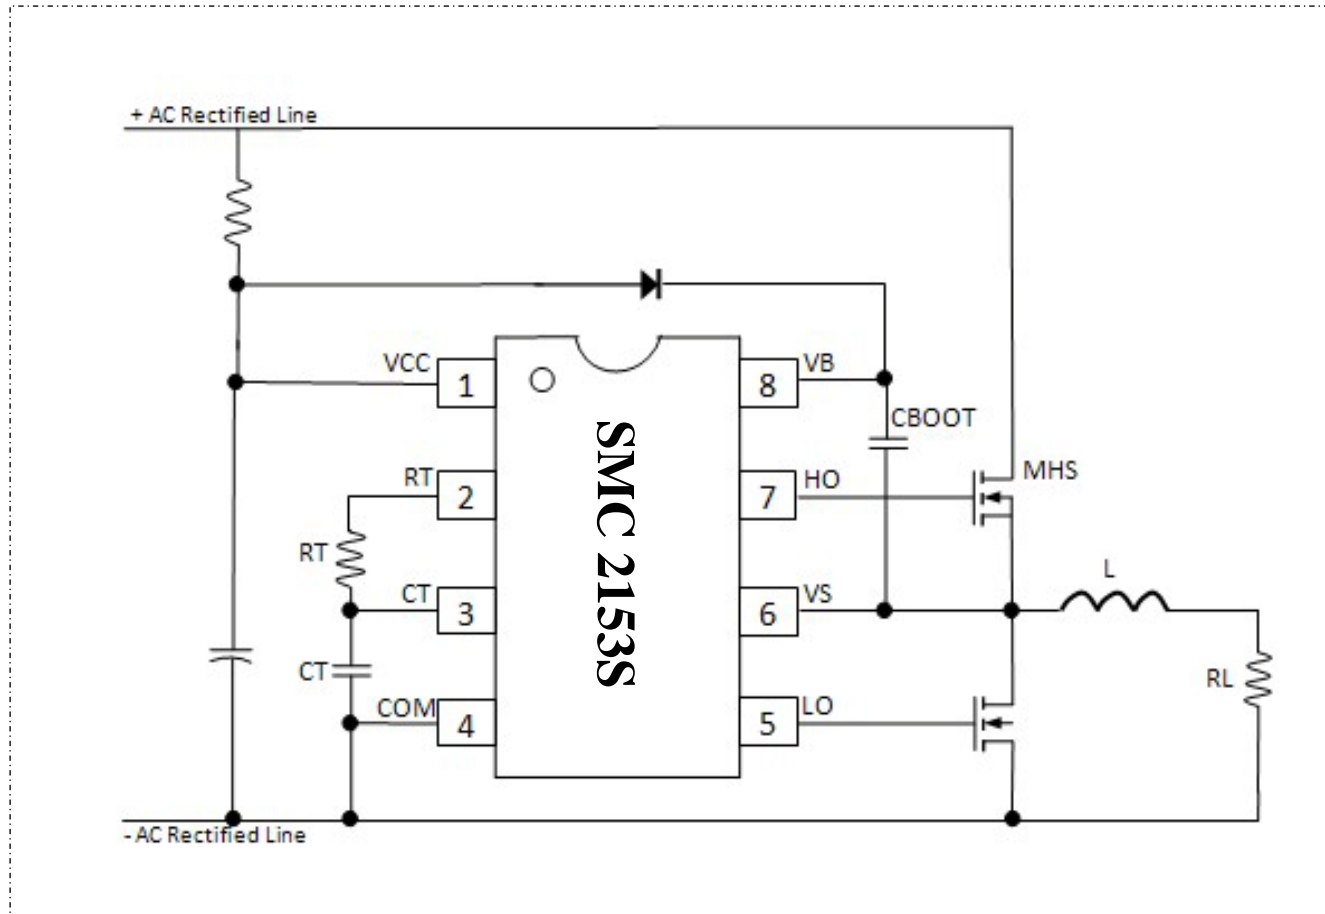 + AC Rectified Line
VCC
1
8
VB
CBOOT
RT
2
7
HO
MHS
SMC 2153S
RT
CT
3
6
VS
L
CT
RL
COM
4
5
LO
- AC Rectified Line